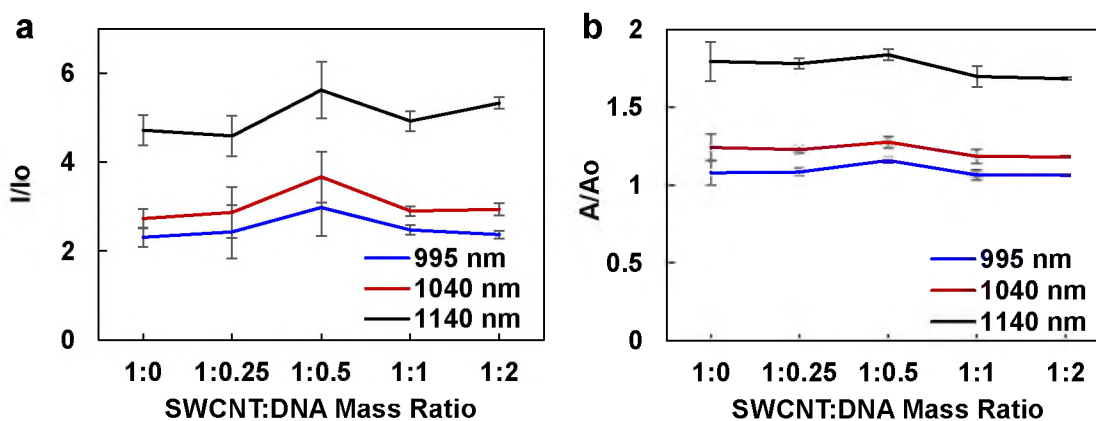 a
I/Io
6
4
2
0
995 nm
1040 nm
1140 nm
1:0 1:0.25 1:0.5 1:1 1:2
SWCNT:DNA Mass Ratio
b
A/Ao
2
1.5
1
0.5
0
995 nm
1040 nm
1140 nm
1:0 1:0.25 1:0.5 1:1 1:2
SWCNT:DNA Mass Ratio